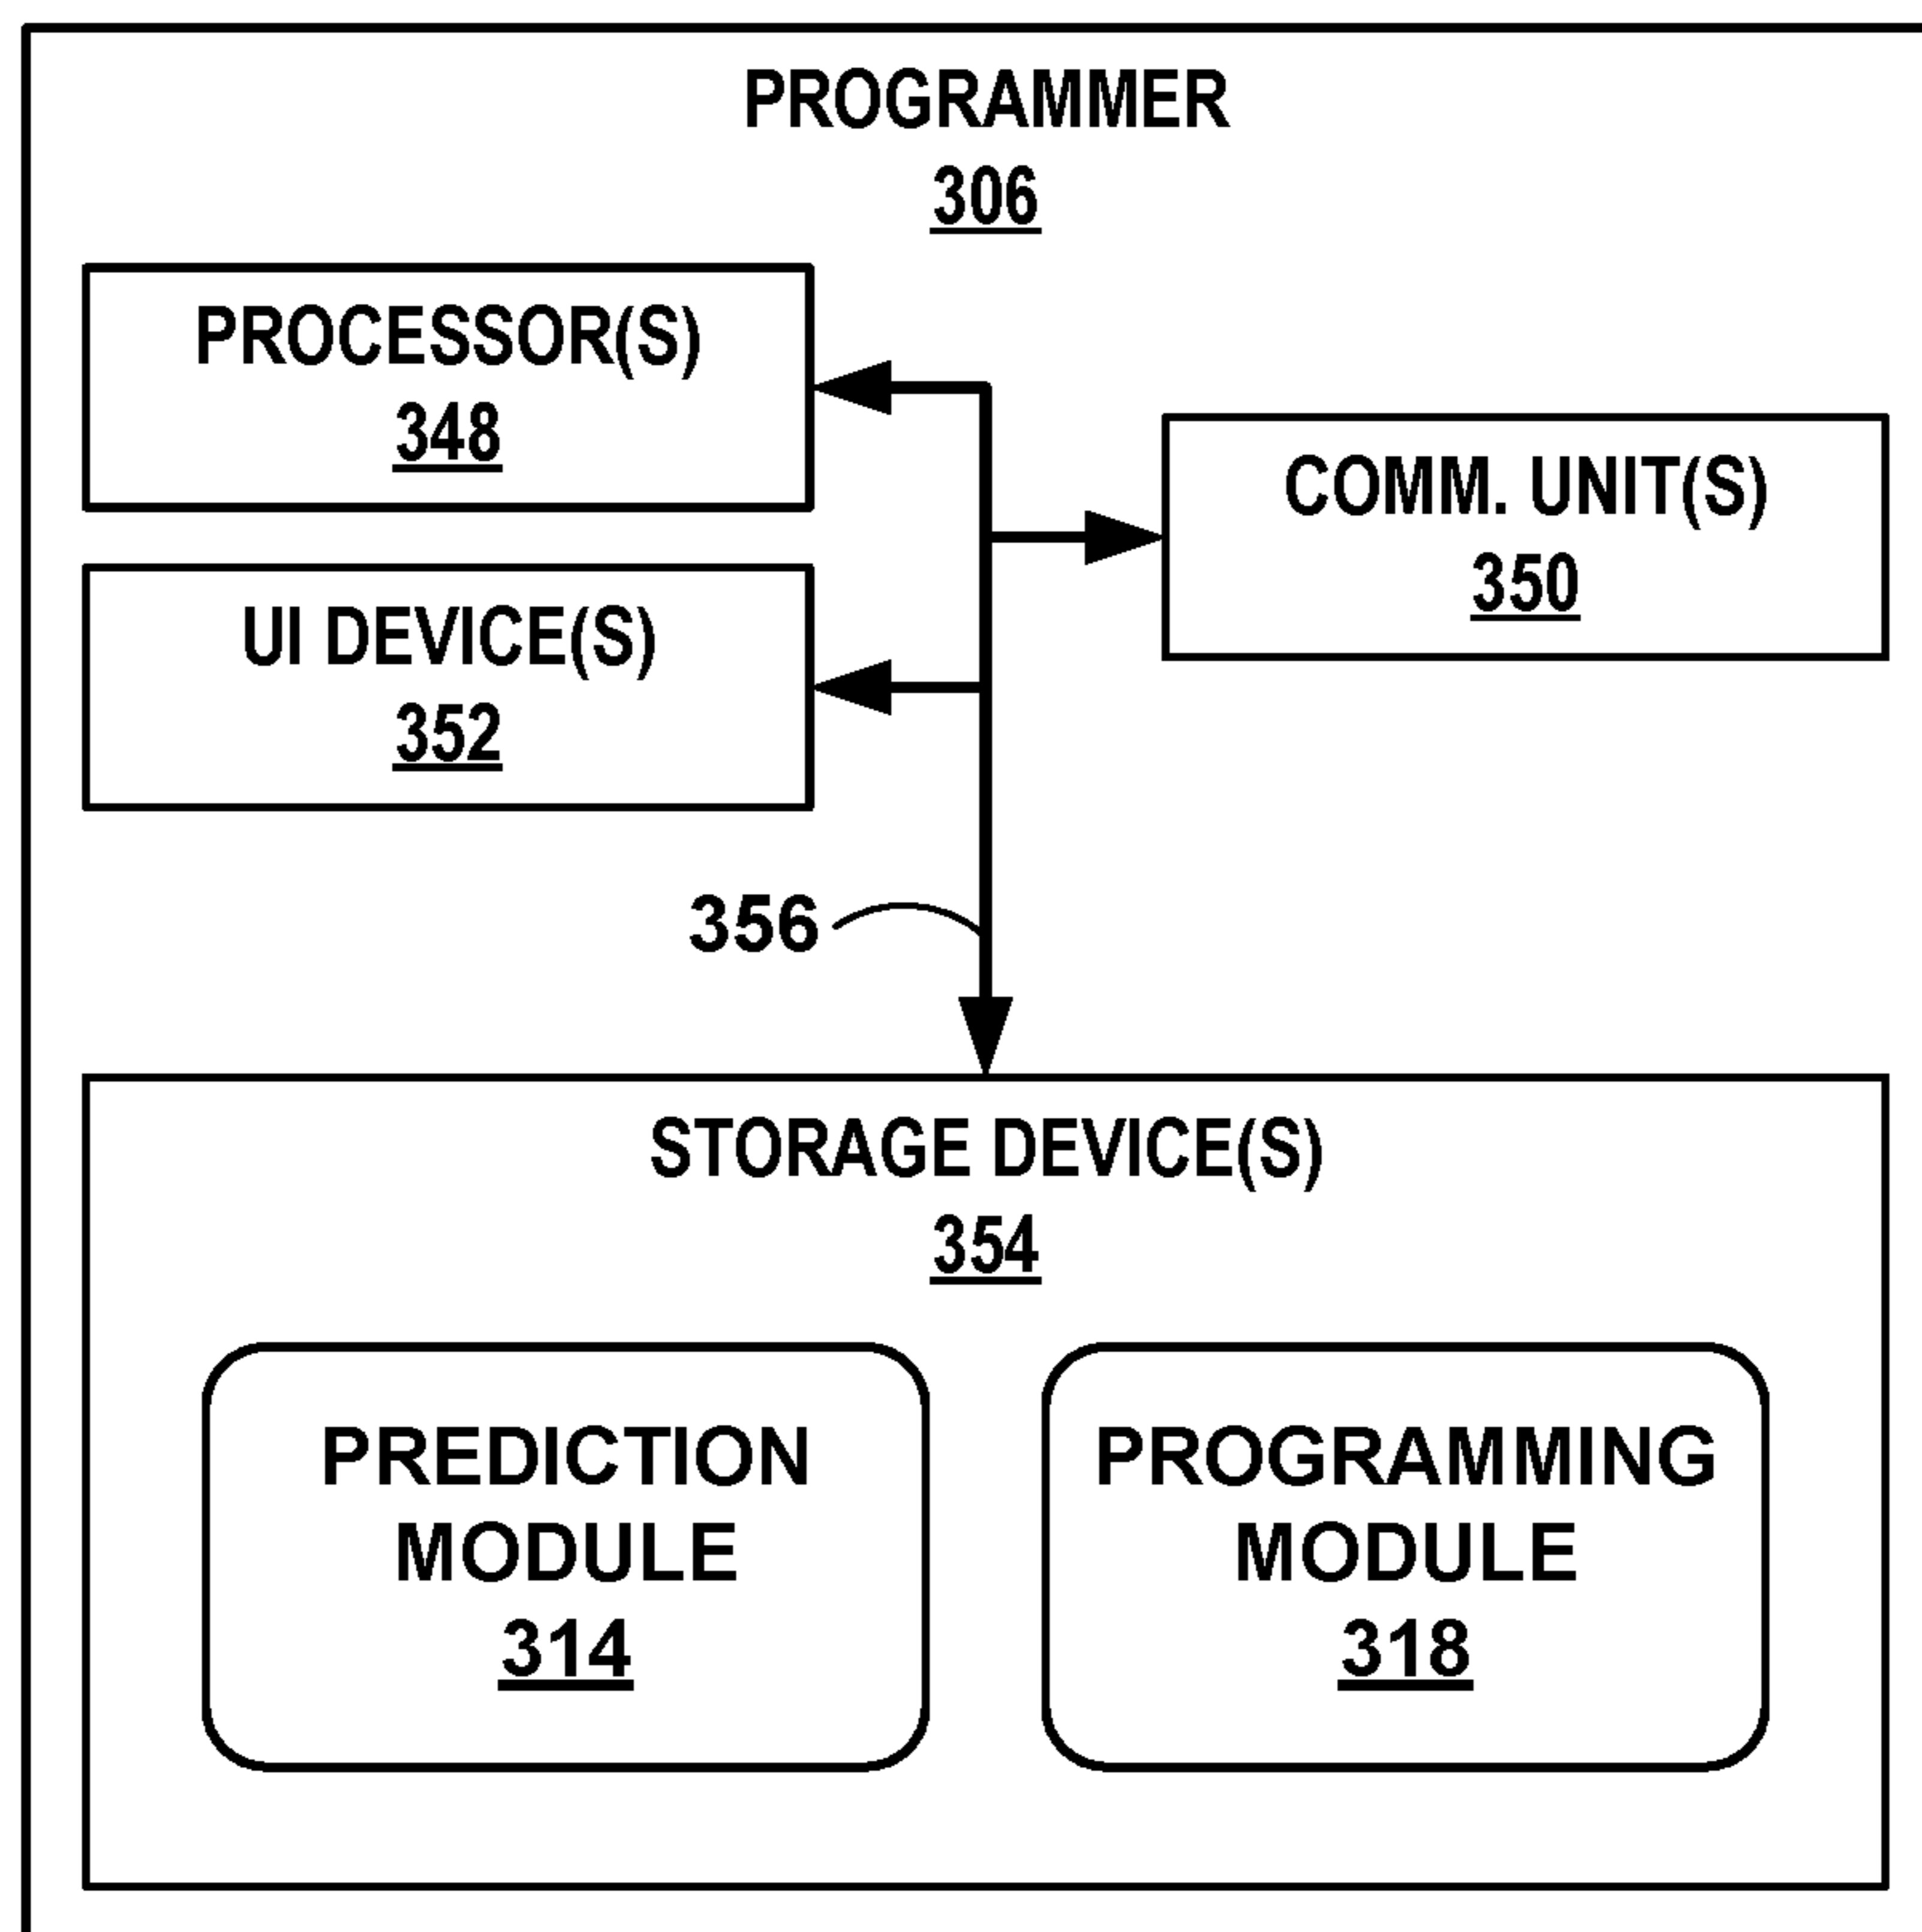 PROGRAMMER
306
PROCESSOR(S)
348
COMM. UNIT(S)
350
UI DEVICE(S)
352
356
STORAGE DEVICE(S)
354
PREDICTION
MODULE
314
PROGRAMMING
MODULE
318